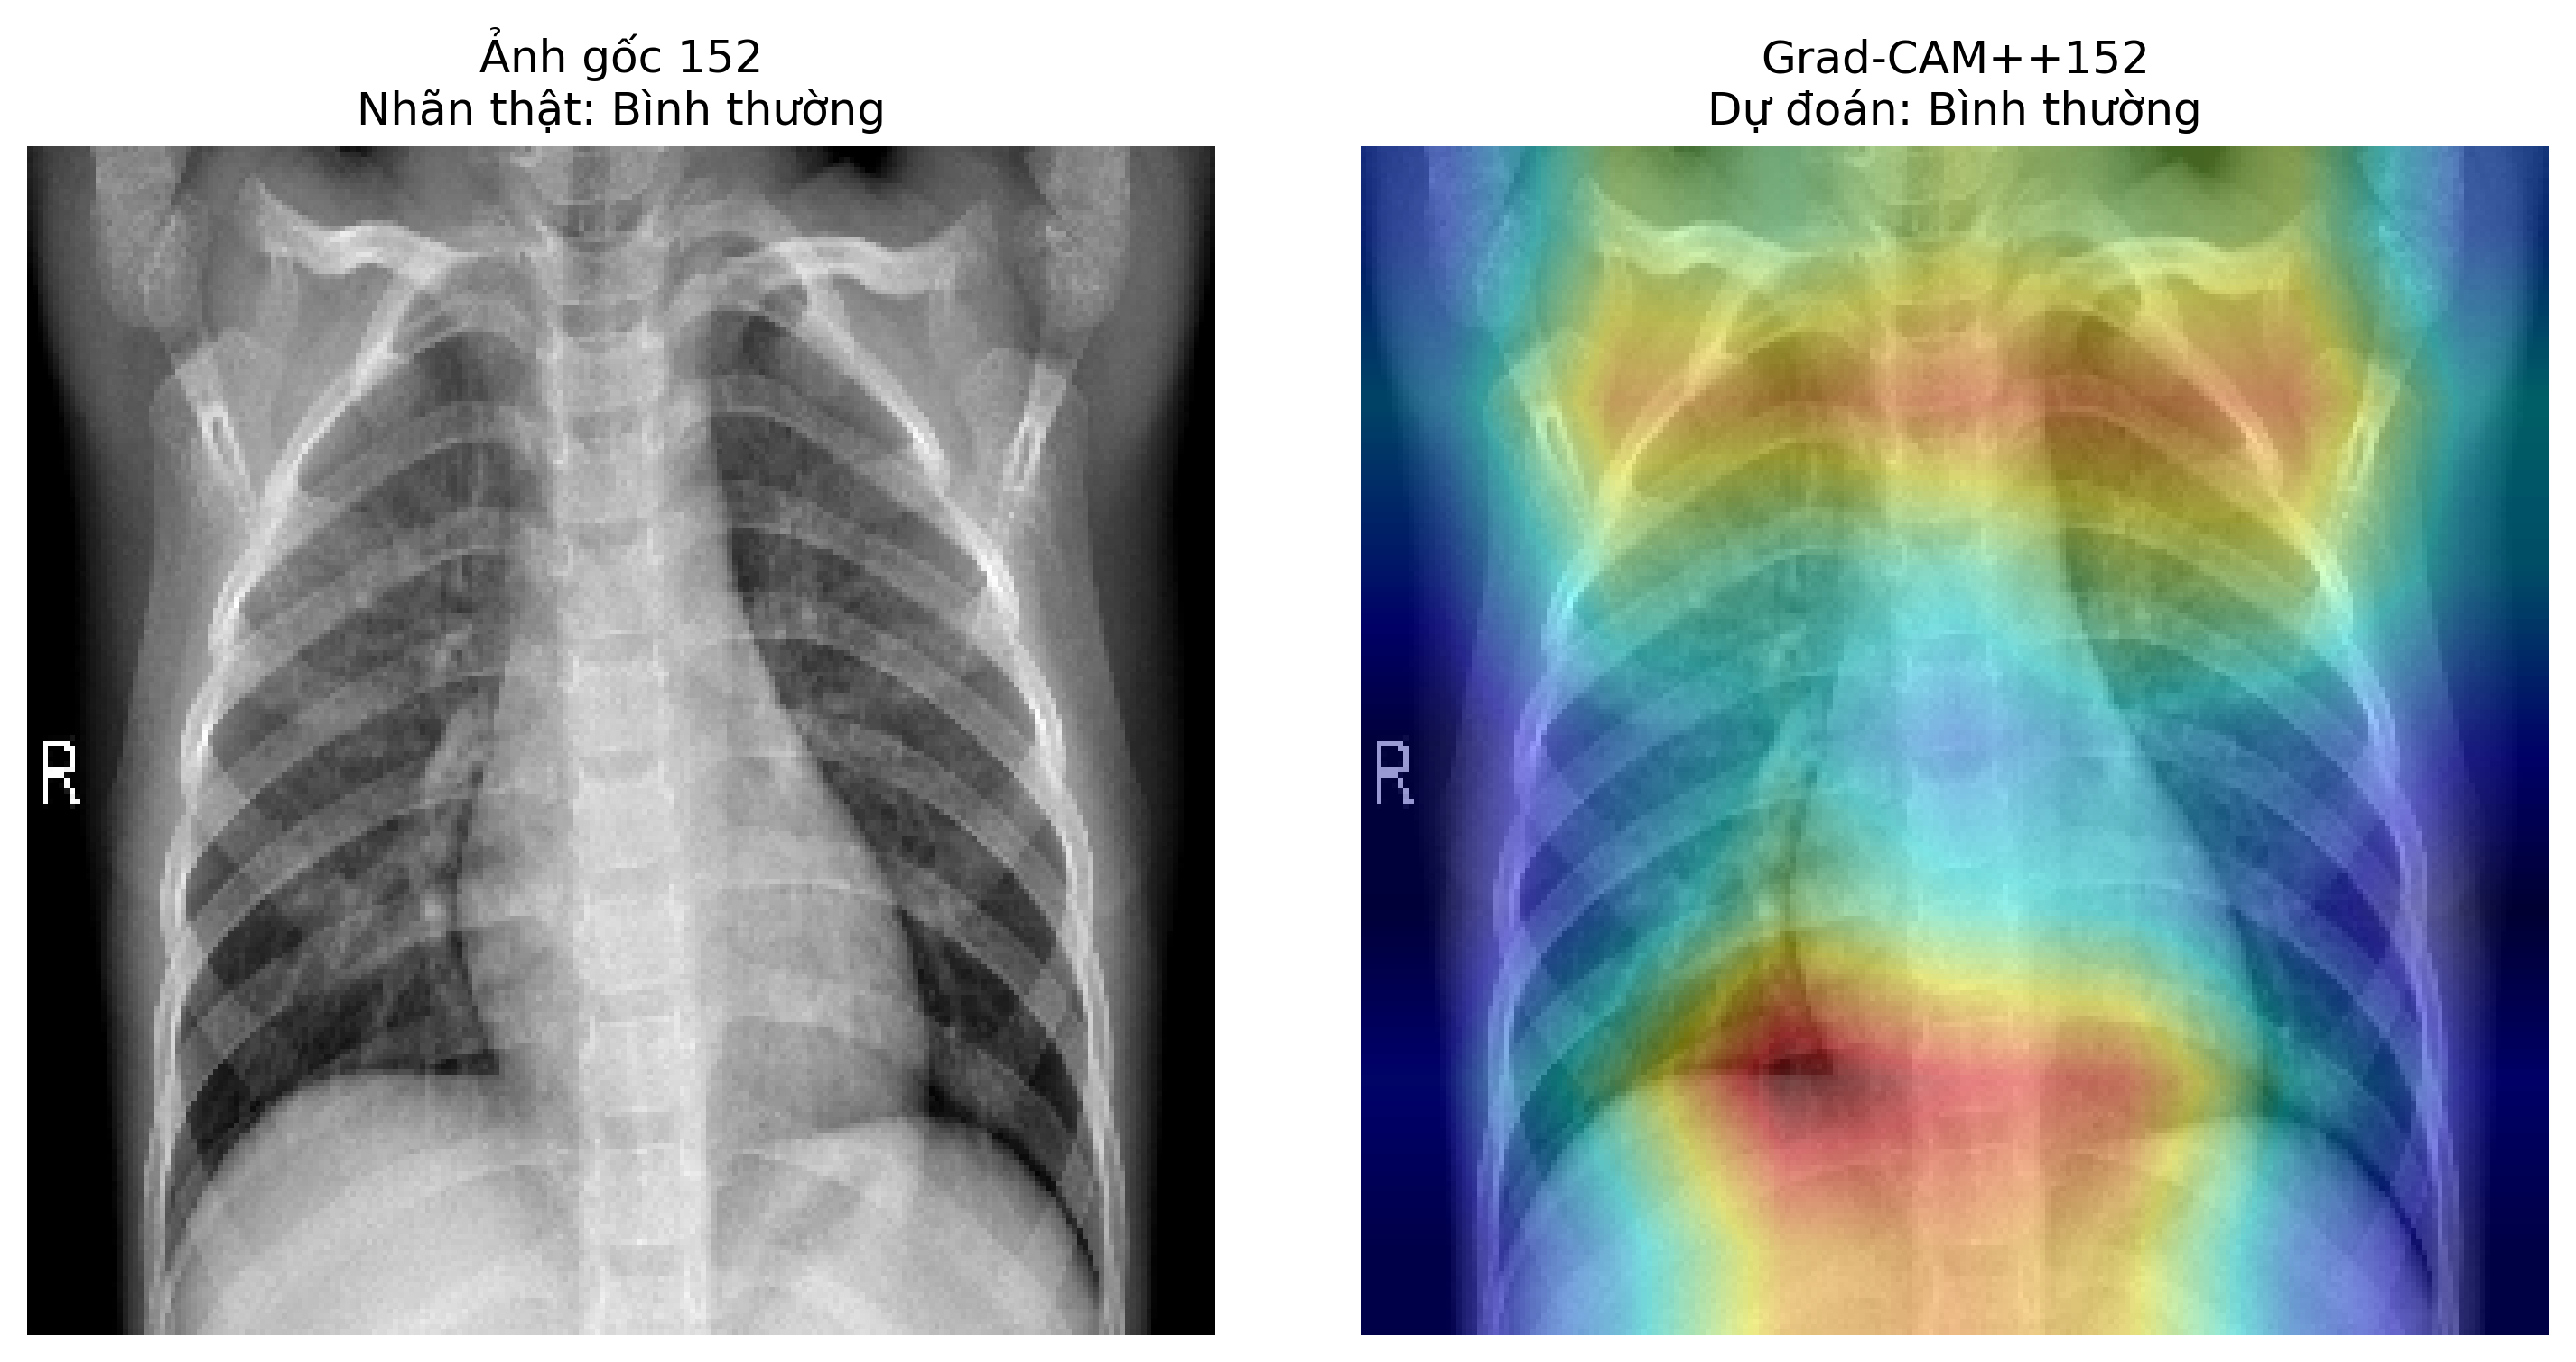 Ảnh gốc 152
Nhãn thật: Bình thường
Grad-CAM++152
Dự đoán: Bình thường
R
R